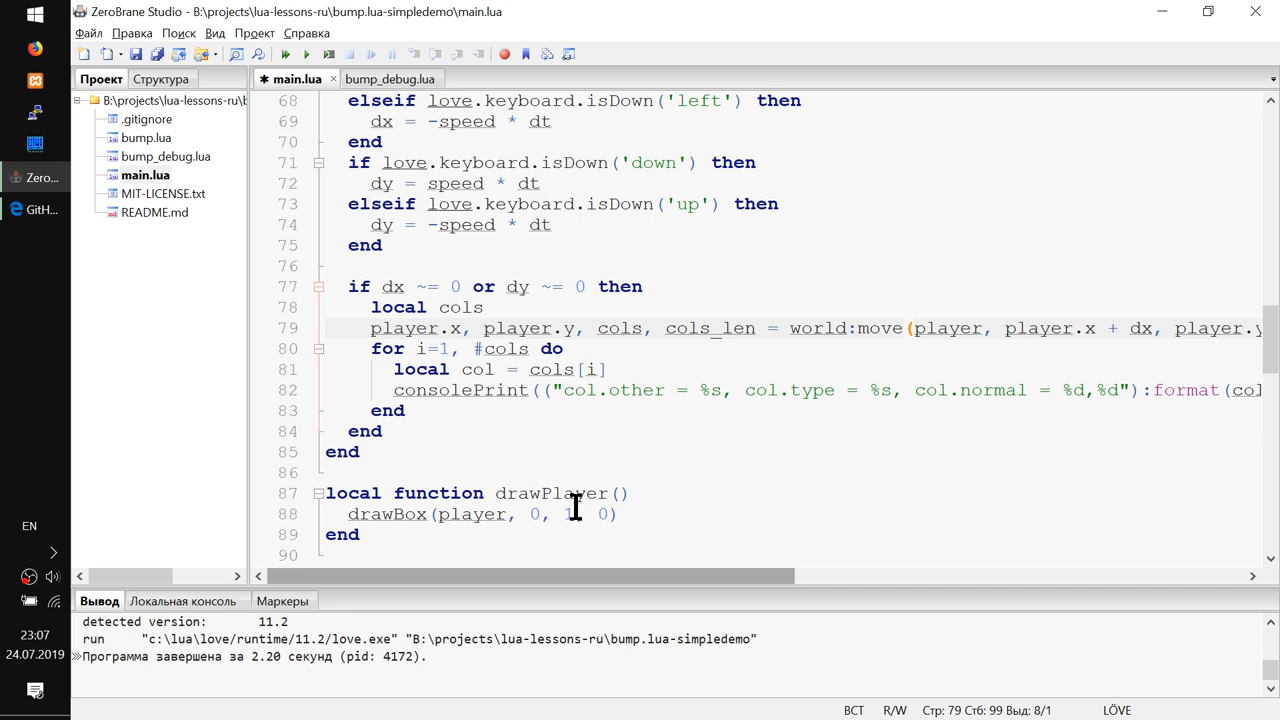 ZeroBrane Studio - B:\projects\lua-lessons-ru\bump.lua-simpledemo\main.lua
Файл Правка Поиск Вид Проект Справка
Проект Структура
✱ main.lua × bump_debug.lua
B:\projects\lua-lessons-ru\b
.gitignore
bump.lua
bump_debug.lua
main.lua
MIT-LICENSE.txt
README.md
68 elseif love.keyboard.isDown('left') then
69 dx = -speed * dt
70 end
71 if love.keyboard.isDown('down') then
72 dy = speed * dt
73 elseif love.keyboard.isDown('up') then
74 dy = -speed * dt
75 end
76
77 if dx ~= 0 or dy ~= 0 then
78 local cols
79 player.x, player.y, cols, cols_len = world:move(player, player.x + dx, player.y
80 for i=1, #cols do
81 local col = cols[i]
82 consolePrint(("col.other = %s, col.type = %s, col.normal = %d,%d"):format(col
83 end
84 end
85 end
86
87 local function drawPlayer()
88 drawBox(player, 0, 1, 0)
89 end
90
Вывод Локальная консоль Маркеры
detected version: 11.2
run "c:\lua\love/runtime/11.2/love.exe" "B:\projects\lua-lessons-ru\bump.lua-simpledemo"
Программа завершена за 2.20 секунд (pid: 4172).
ВСТ R/W Стр: 79 Стб: 99 Выд: 8/1 LÖVE
Zero...
GitH...
EN
23:07
24.07.2019